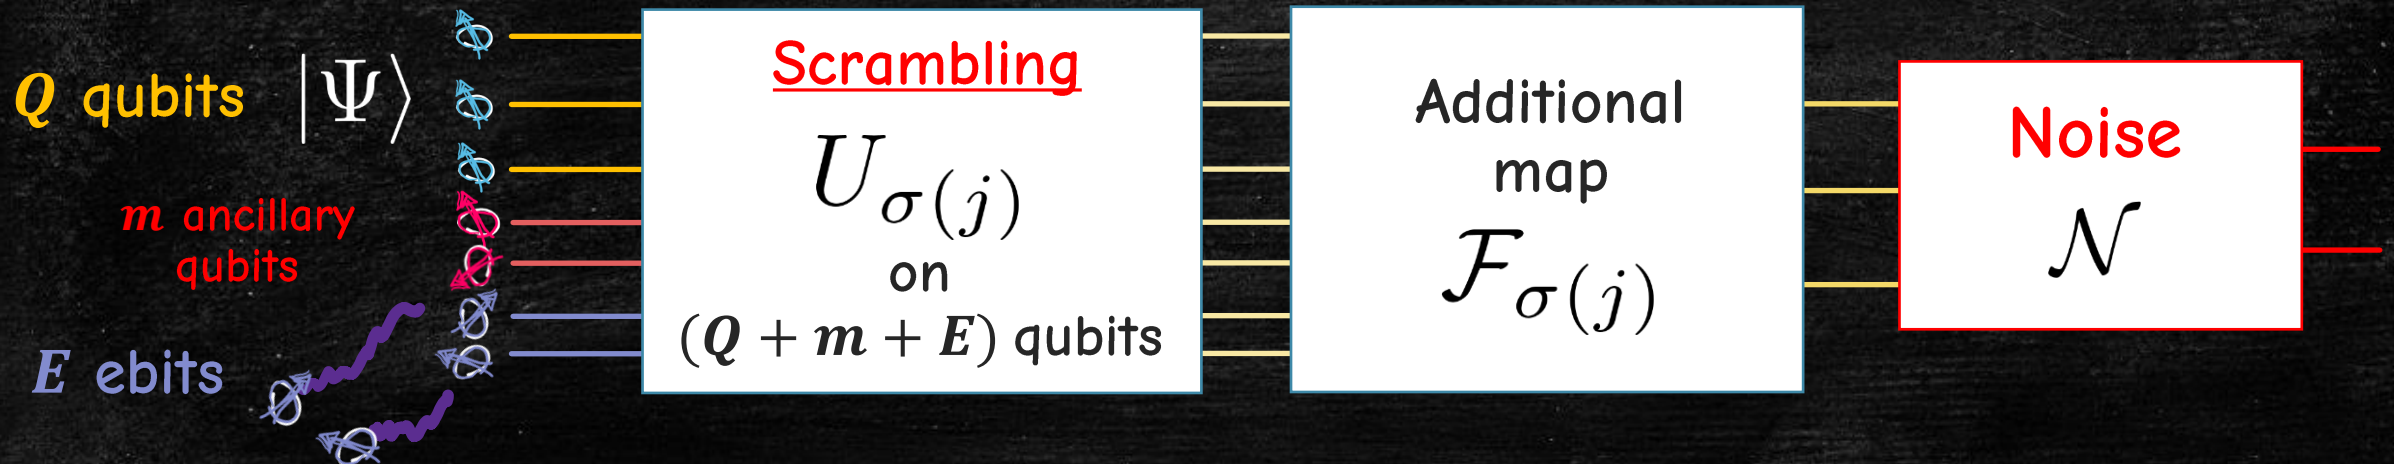 Q qubits |Ψ⟩
m ancillary
qubits
E ebits
Scrambling
U_{σ(j)}
on
(Q + m + E) qubits
Additional
map
ℱ_{σ(j)}
Noise
𝒩